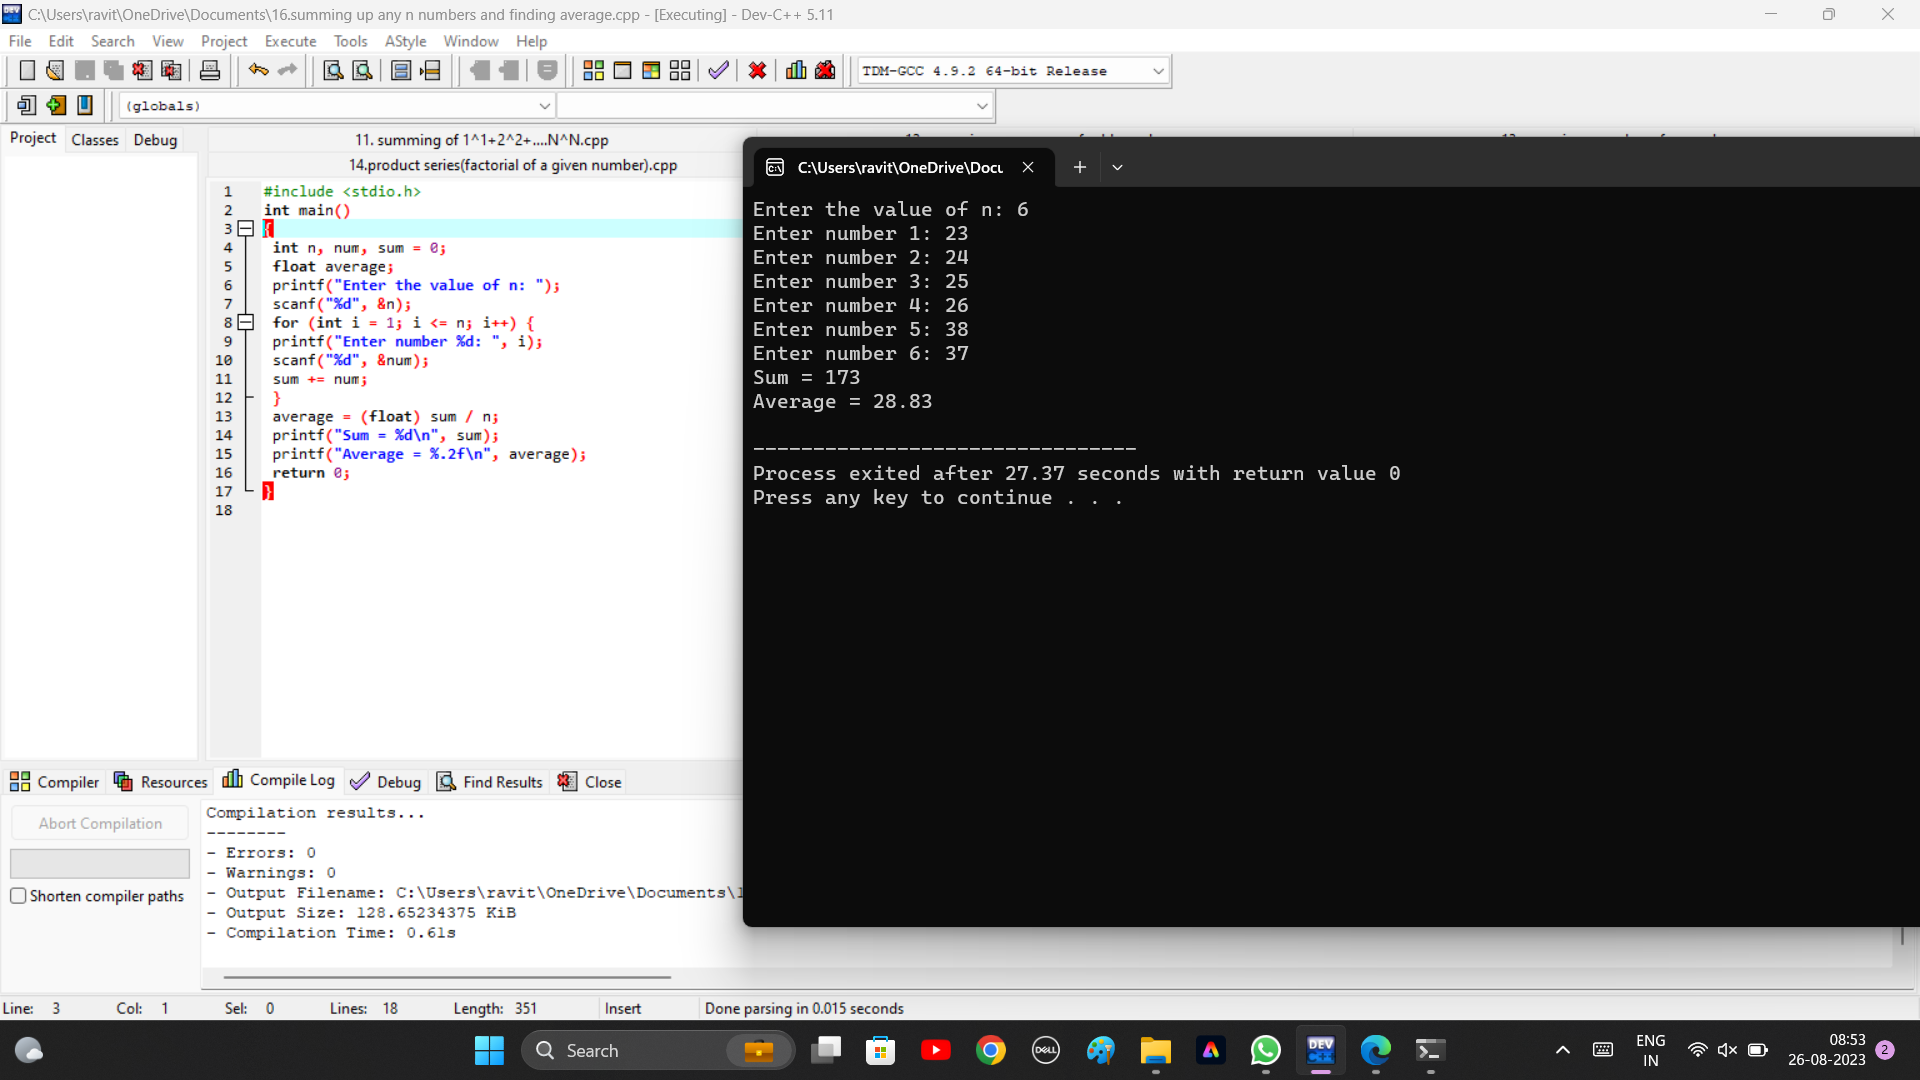 C:\Users\ravit\OneDrive\Documents\16.summing up any n numbers and finding average.cpp - [Executing] - Dev-C++ 5.11
File Edit Search View Project Execute Tools AStyle Window Help
TDM-GCC 4.9.2 64-bit Release
(globals)
Project Classes Debug
11. summing of 1^1+2^2+....N^N.cpp
14.product series(factorial of a given number).cpp
1 #include <stdio.h>
2 int main()
3 {
4 int n, num, sum = 0;
5 float average;
6 printf("Enter the value of n: ");
7 scanf("%d", &n);
8 for (int i = 1; i <= n; i++) {
9 printf("Enter number %d: ", i);
10 scanf("%d", &num);
11 sum += num;
12 }
13 average = (float) sum / n;
14 printf("Sum = %d\n", sum);
15 printf("Average = %.2f\n", average);
16 return 0;
17 }
18
C:\Users\ravit\OneDrive\Docu
Enter the value of n: 6
Enter number 1: 23
Enter number 2: 24
Enter number 3: 25
Enter number 4: 26
Enter number 5: 38
Enter number 6: 37
Sum = 173
Average = 28.83
--------------------------------
Process exited after 27.37 seconds with return value 0
Press any key to continue . . .
Compiler Resources Compile Log Debug Find Results Close
Abort Compilation
Shorten compiler paths
Compilation results...
--------
- Errors: 0
- Warnings: 0
- Output Filename: C:\Users\ravit\OneDrive\Documents\1
- Output Size: 128.65234375 KiB
- Compilation Time: 0.61s
Line: 3 Col: 1 Sel: 0 Lines: 18 Length: 351 Insert Done parsing in 0.015 seconds
Search
DELL
DEV C++
ENG
IN
08:53
26-08-2023
2